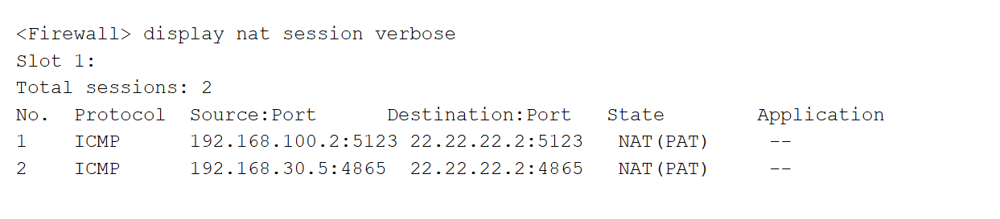 <Firewall> display nat session verbose
Slot 1:
Total sessions: 2
No.  Protocol  Source:Port      Destination:Port   State       Application
1    ICMP      192.168.100.2:5123 22.22.22.2:5123   NAT(PAT)     --
2    ICMP      192.168.30.5:4865  22.22.22.2:4865   NAT(PAT)     --